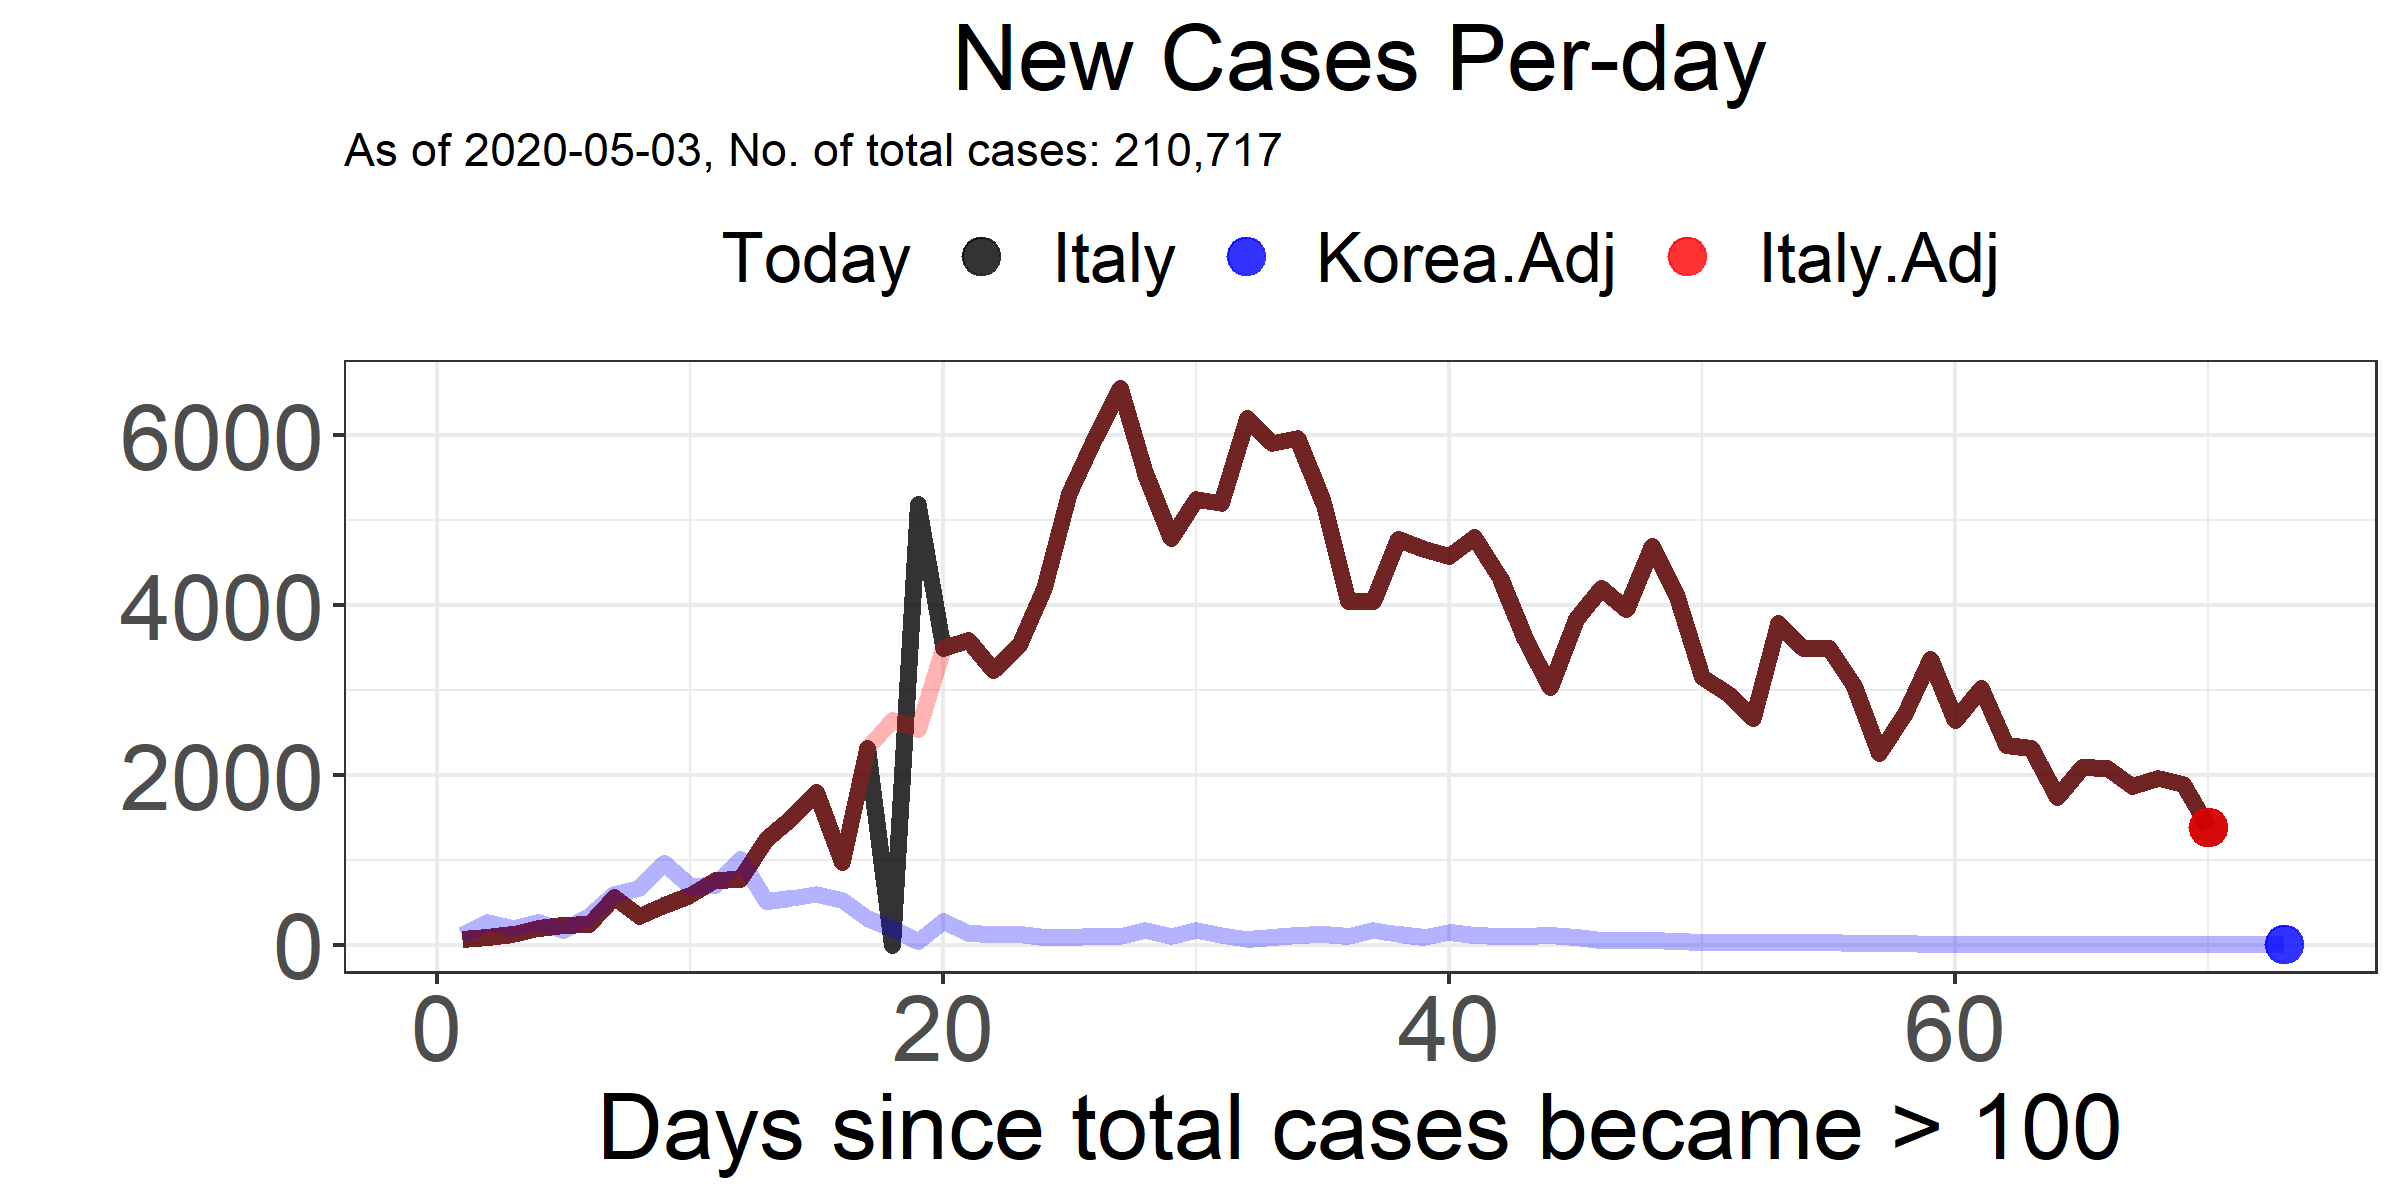 New Cases Per-day
As of 2020-05-03, No. of total cases: 210,717
Today Italy Korea.Adj Italy.Adj
6000
4000
2000
0
0 20 40 60
Days since total cases became > 100